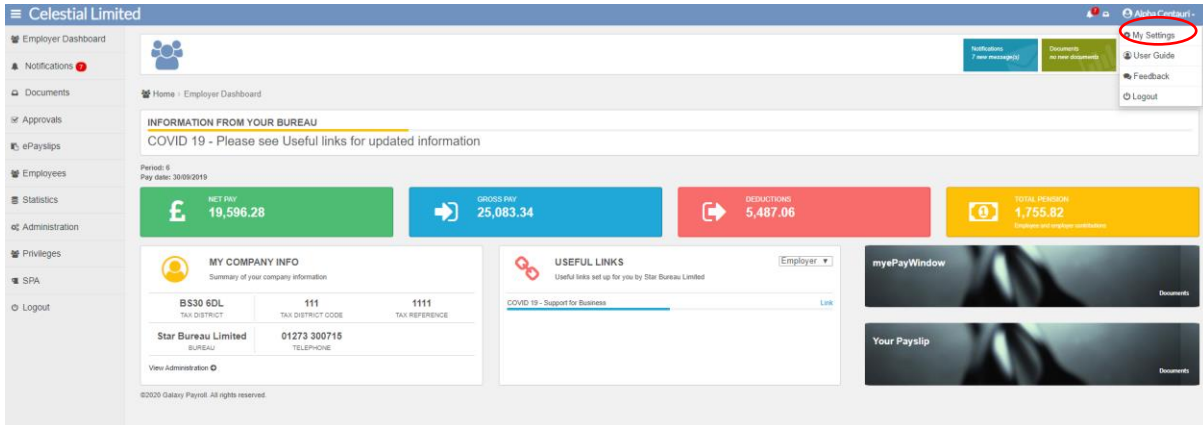 Celestial Limited
7
Alpha Centauri
Employer Dashboard
Notifications 7
Documents
Approvals
ePayslips
Employees
Statistics
Administration
Privileges
SPA
Logout
Notifications
7 new message(s)
Documents
no new documents
My Settings
User Guide
Feedback
Logout
Home › Employer Dashboard
INFORMATION FROM YOUR BUREAU
COVID 19 - Please see Useful links for updated information
Period: 6
Pay date: 30/09/2019
NET PAY
19,596.28
GROSS PAY
25,083.34
DEDUCTIONS
5,487.06
TOTAL PENSION
1,755.82
Employee and employer contributions
MY COMPANY INFO
Summary of your company information
BS30 6DL 111 1111
TAX DISTRICT TAX DISTRICT CODE TAX REFERENCE
Star Bureau Limited 01273 300715
BUREAU TELEPHONE
View Administration
USEFUL LINKS
Employer
Useful links set up for you by Star Bureau Limited
COVID 19 - Support for Business Link
myePayWindow
Documents
Your Payslip
Documents
©2020 Galaxy Payroll. All rights reserved.